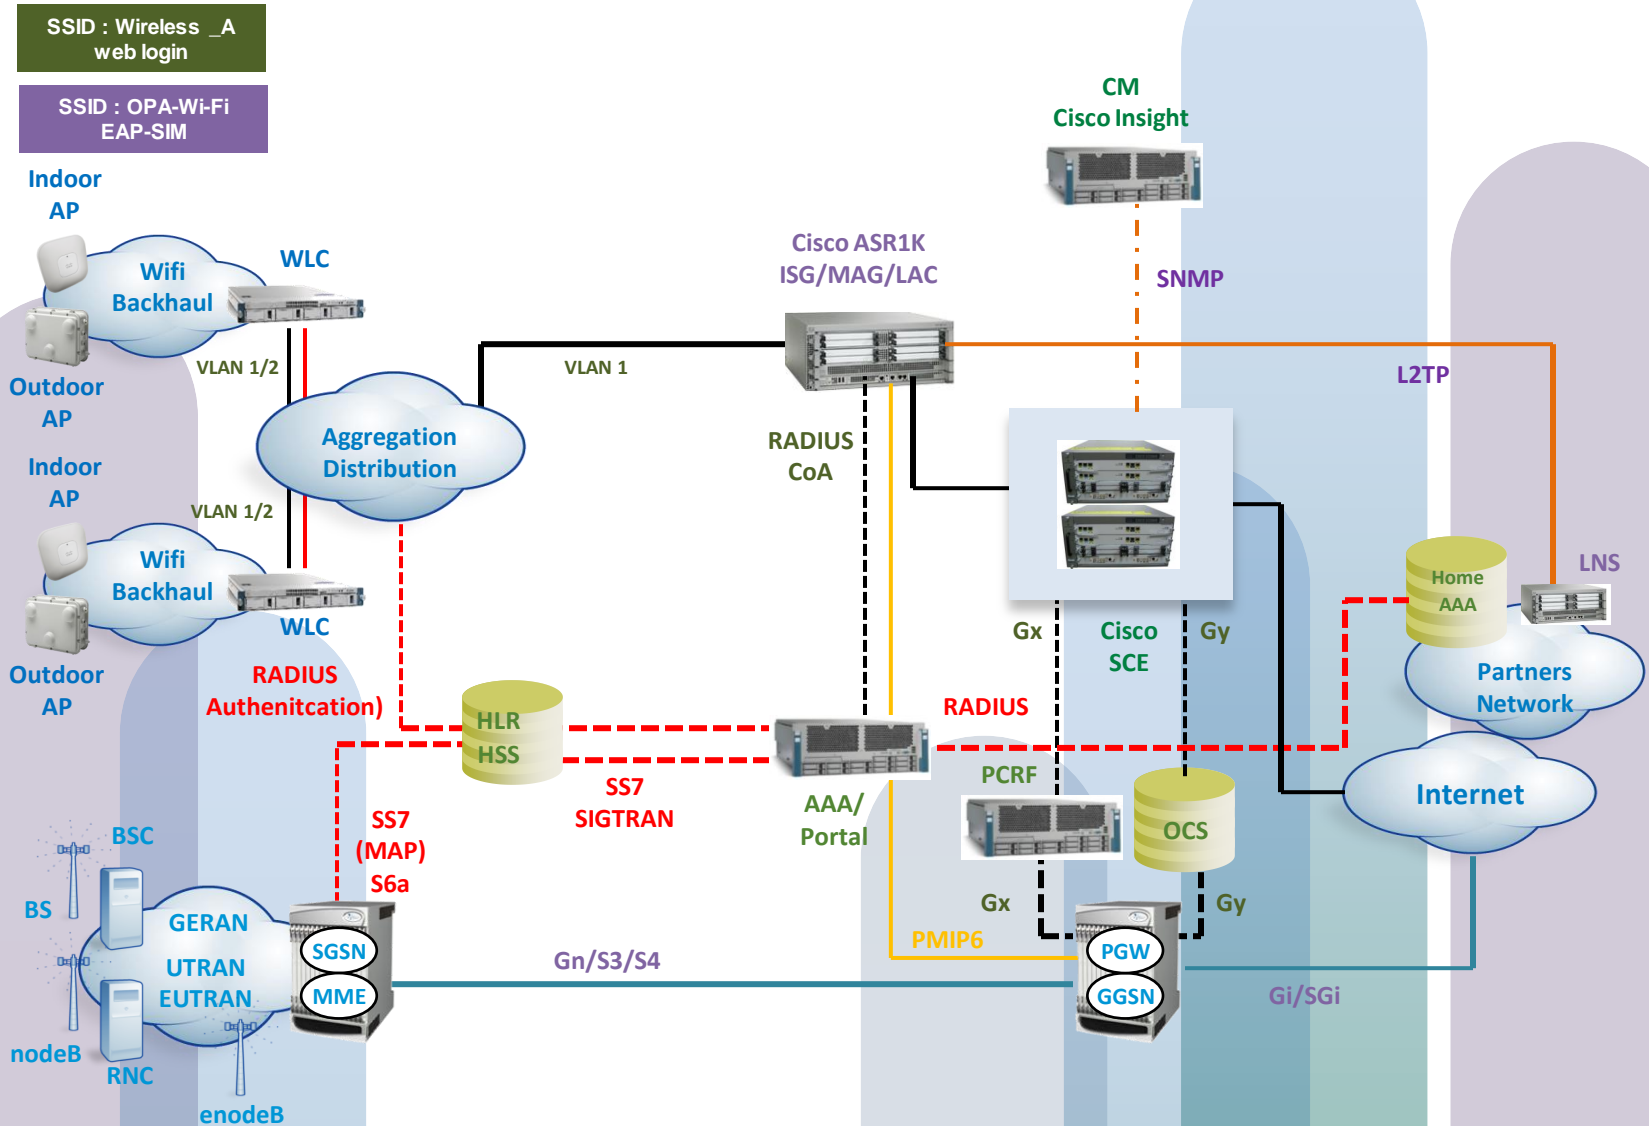 SSID : Wireless _A
web login
SSID : OPA-Wi-Fi
EAP-SIM
Indoor
AP
Wifi
Backhaul
WLC
Outdoor
AP
VLAN 1/2
Indoor
AP
VLAN 1/2
Wifi
Backhaul
WLC
Outdoor
AP
Aggregation
Distribution
VLAN 1
Cisco ASR1K
ISG/MAG/LAC
CM
Cisco Insight
SNMP
L2TP
RADIUS
CoA
RADIUS
Authenitcation)
HLR
HSS
SS7
SIGTRAN
SS7
(MAP)
S6a
AAA/
Portal
RADIUS
Gx
Cisco
SCE
Gy
PCRF
OCS
Gx
Gy
Home
AAA
LNS
Partners
Network
Internet
BSC
BS
GERAN
UTRAN
EUTRAN
nodeB
RNC
enodeB
SGSN
MME
Gn/S3/S4
PMIP6
PGW
GGSN
Gi/SGi